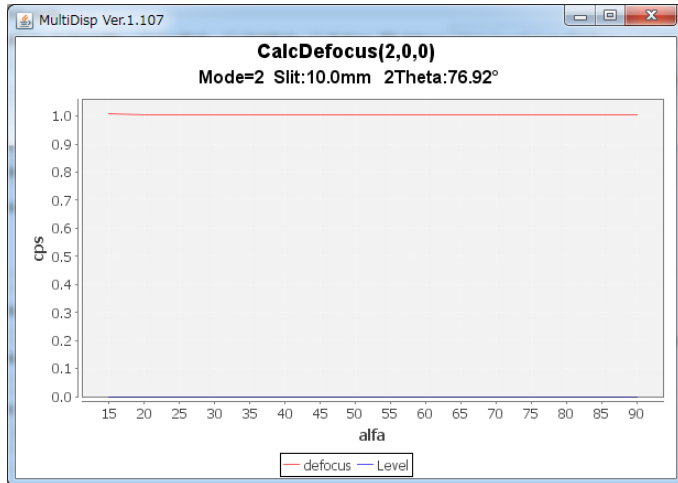 MultiDisp Ver.1.107
CalcDefocus(2,0,0)
Mode=2 Slit:10.0mm 2Theta:76.92°
1.0
0.9
0.8
0.7
0.6
0.5
0.4
0.3
0.2
0.1
0.0
cps
15 20 25 30 35 40 45 50 55 60 65 70 75 80 85 90
alfa
defocus Level